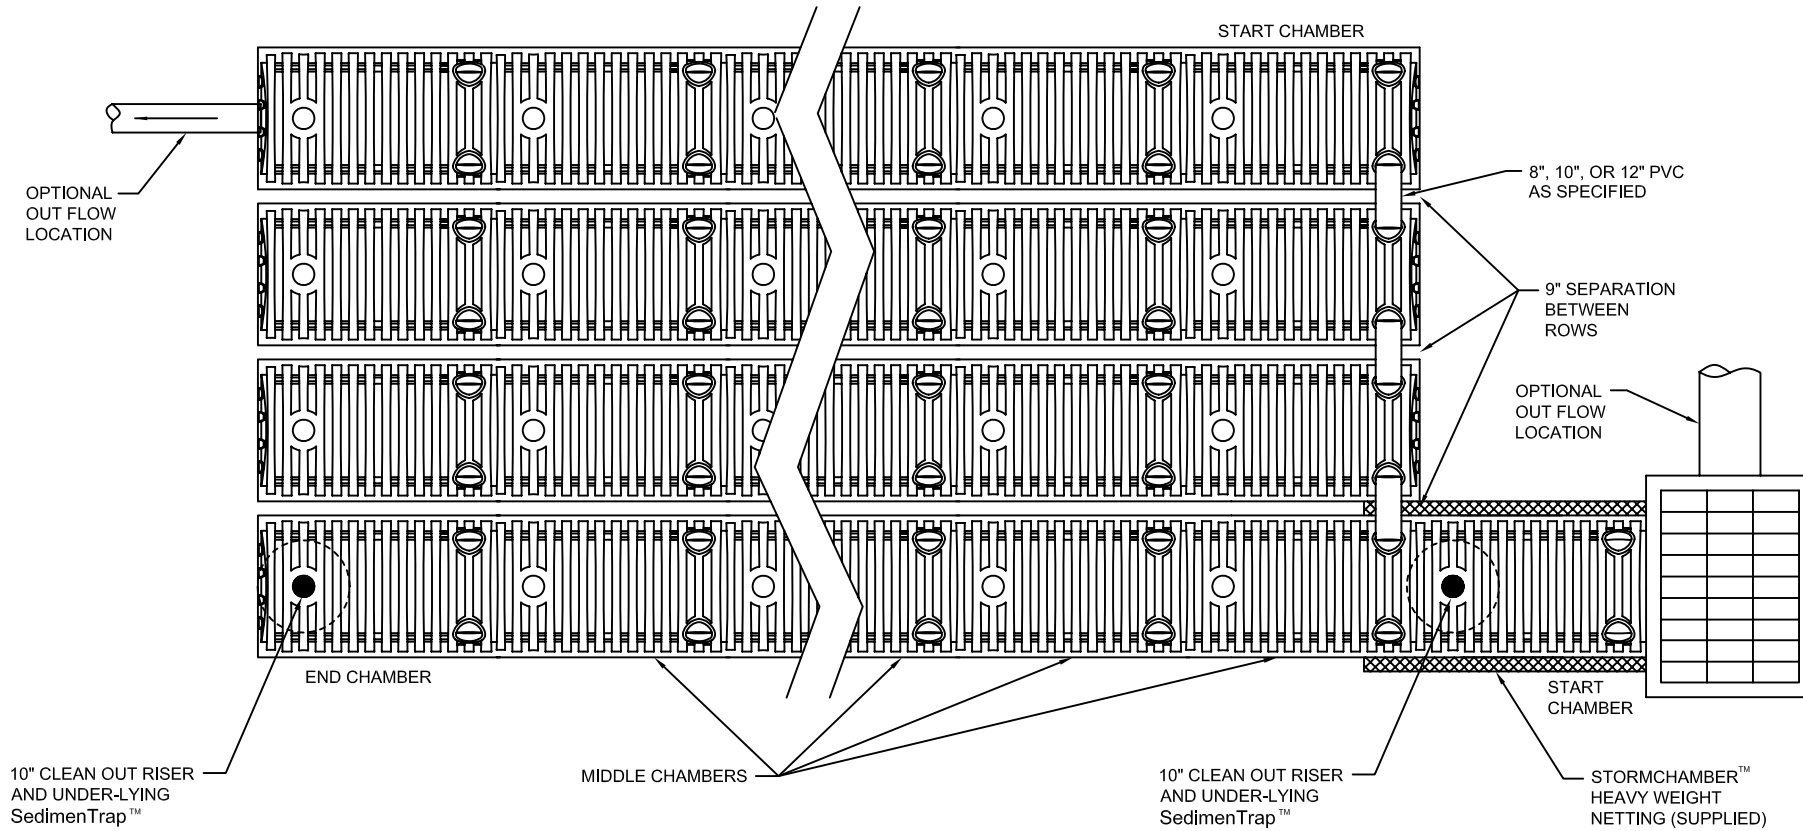 START CHAMBER
OPTIONAL
OUT FLOW
LOCATION
8", 10", OR 12" PVC
AS SPECIFIED
9" SEPARATION
BETWEEN
ROWS
OPTIONAL
OUT FLOW
LOCATION
END CHAMBER
START
CHAMBER
10" CLEAN OUT RISER
AND UNDER-LYING
SedimenTrap™
MIDDLE CHAMBERS
10" CLEAN OUT RISER
AND UNDER-LYING
SedimenTrap™
STORMCHAMBER™
HEAVY WEIGHT
NETTING (SUPPLIED)